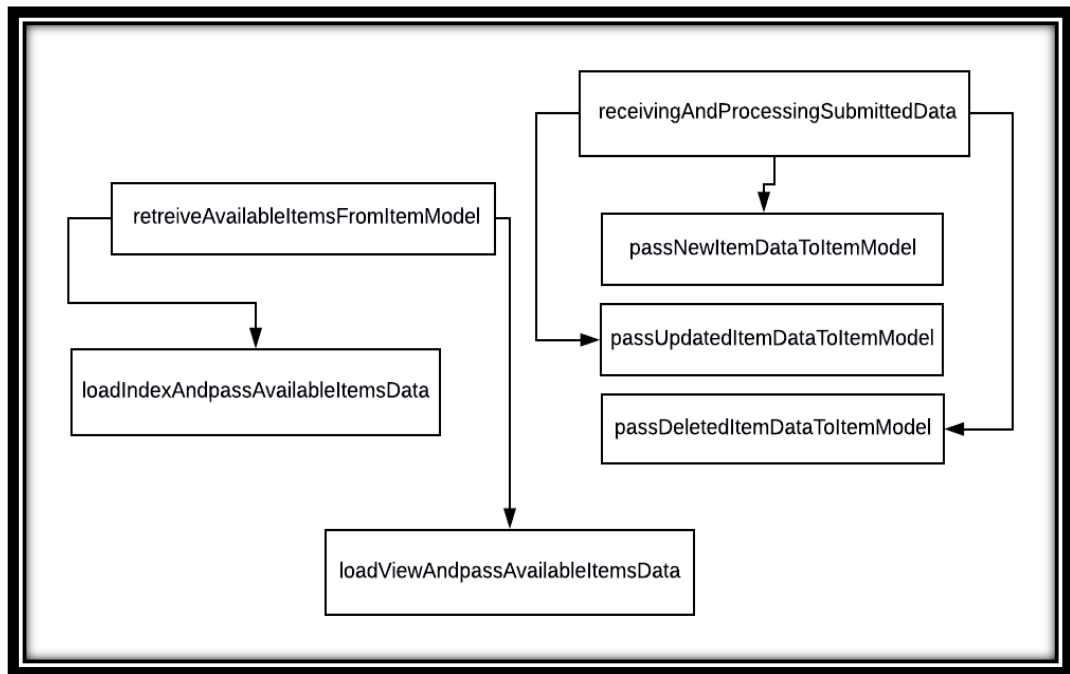 receivingAndProcessingSubmittedData
retreiveAvailableItemsFromItemModel
passNewItemDataToItemModel
passUpdatedItemDataToItemModel
loadIndexAndpassAvailableItemsData
passDeletedItemDataToItemModel
loadViewAndpassAvailableItemsData